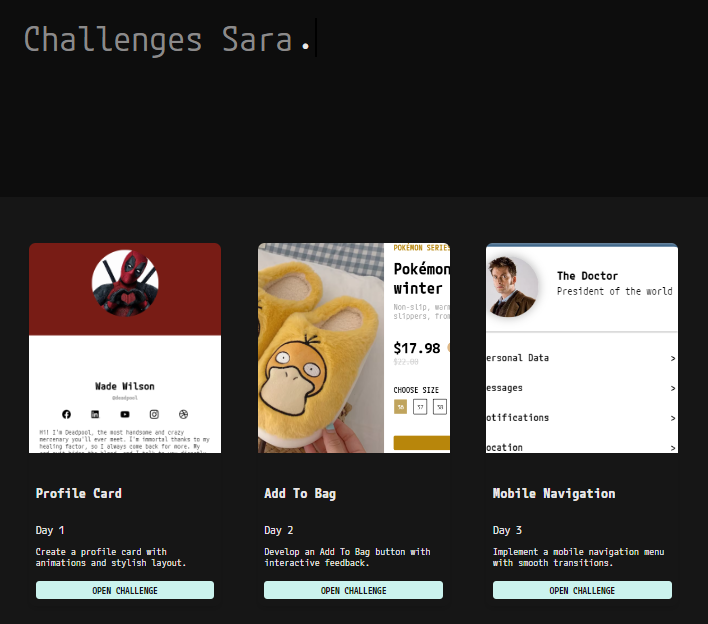 Challenges Sara.
Wade Wilson
@deadpool
Hi! I'm Deadpool, the most handsome and crazy
mercenary you'll ever meet. I'm immortal thanks to my
healing factor, so I always come back for more. My
Profile Card
Day 1
Create a profile card with
animations and stylish layout.
OPEN CHALLENGE
POKÉMON SERIES
Pokémon
winter
Non-slip, warm
slippers, from
$17.98
$22.00
CHOOSE SIZE
36 37 38
Add To Bag
Day 2
Develop an Add To Bag button with
interactive feedback.
OPEN CHALLENGE
The Doctor
President of the world
ersonal Data >
essages >
otifications >
ocation >
Mobile Navigation
Day 3
Implement a mobile navigation menu
with smooth transitions.
OPEN CHALLENGE